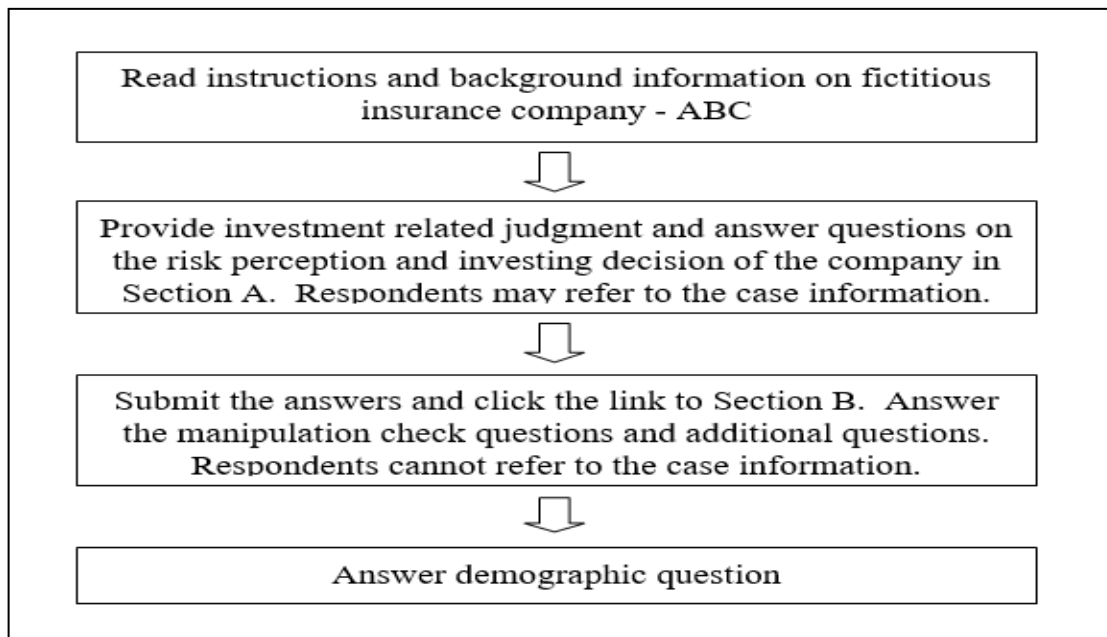 Read instructions and background information on fictitious
insurance company - ABC
Provide investment related judgment and answer questions on
the risk perception and investing decision of the company in
Section A.  Respondents may refer to the case information.
Submit the answers and click the link to Section B.  Answer
the manipulation check questions and additional questions.
Respondents cannot refer to the case information.
Answer demographic question